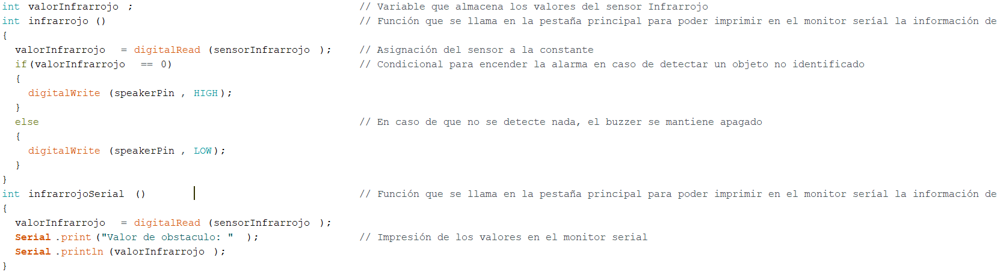 int valorInfrarrojo ; // Variable que almacena los valores del sensor Infrarrojo
int infrarrojo () // Función que se llama en la pestaña principal para poder imprimir en el monitor seríal la información de
{
valorInfrarrojo = digitalRead (sensorInfrarrojo ); // Asignación del sensor a la constante
if(valorInfrarrojo == 0) // Condicional para encender la alarma en caso de detectar un objeto no identificado
{
digitalWrite (speakerPin , HIGH);
}
else // En caso de que no se detecte nada, el buzzer se mantiene apagado
{
digitalWrite (speakerPin , LOW);
}
}
int infrarrojoSerial () // Función que se llama en la pestaña principal para poder imprimir en el monitor seríal la información de
{
valorInfrarrojo = digitalRead (sensorInfrarrojo );
Serial .print ("Valor de obstaculo: " ); // Impresión de los valores en el monitor serial
Serial .println (valorInfrarrojo );
}